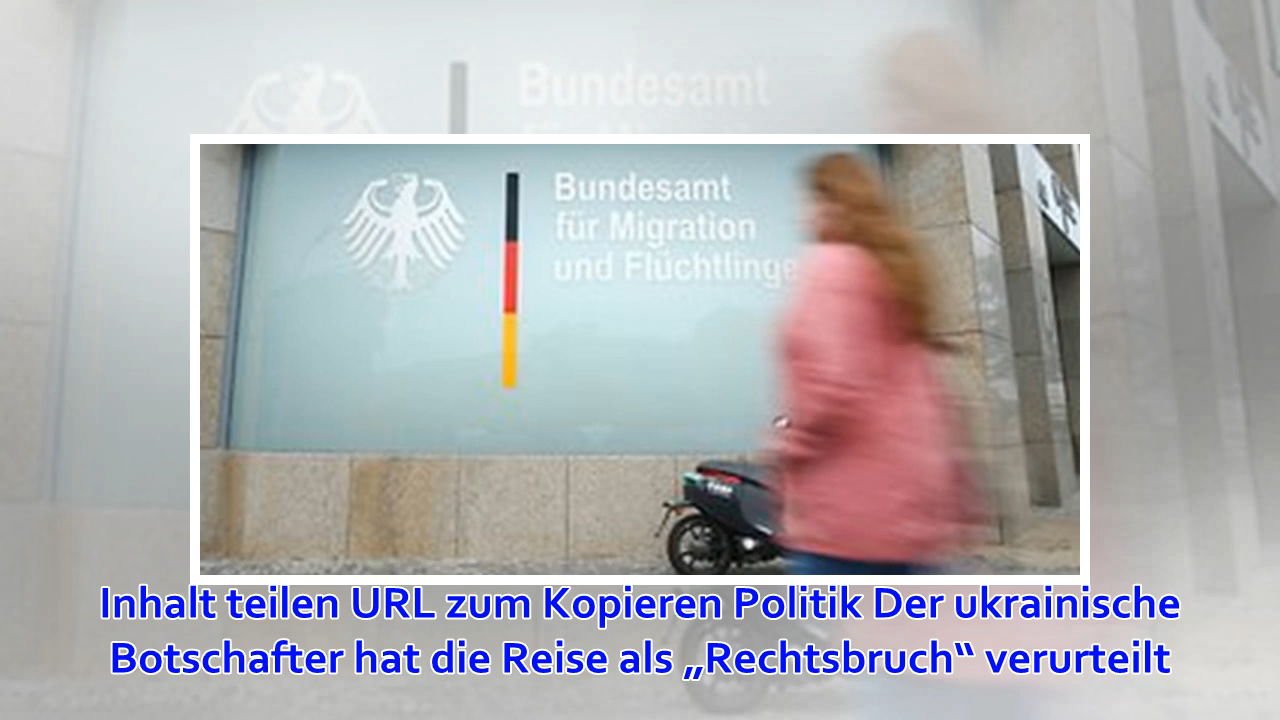 Bundesamt
Bundesamt
für Migration
und Flüchtlinge
Inhalt teilen URL zum Kopieren Politik Der ukrainische
Botschafter hat die Reise als „Rechtsbruch“ verurteilt